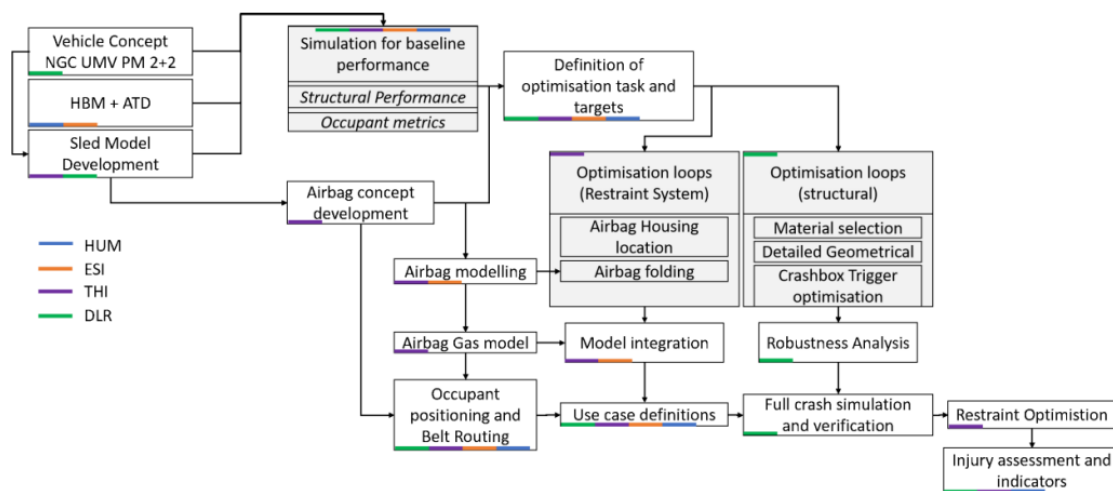 Vehicle Concept
NGC UMV PM 2+2
HBM + ATD
Sled Model
Development
Simulation for baseline
performance
Structural Performance
Occupant metrics
Definition of
optimisation task and
targets
Airbag concept
development
Optimisation loops
(Restraint System)
Airbag Housing
location
Airbag folding
Optimisation loops
(structural)
Material selection
Detailed Geometrical
Crashbox Trigger
optimisation
HUM
ESI
THI
DLR
Airbag modelling
Airbag Gas model
Model integration
Robustness Analysis
Occupant
positioning and
Belt Routing
Use case definitions
Full crash simulation
and verification
Restraint Optimistion
Injury assessment and
indicators